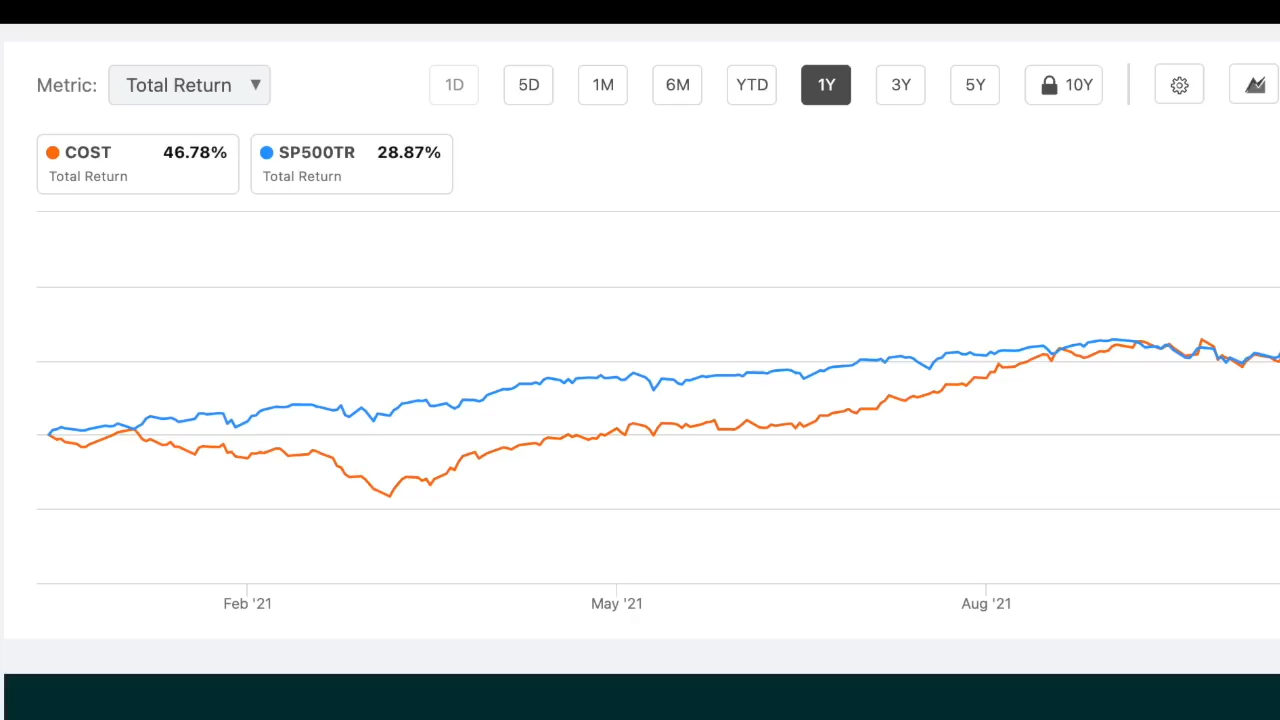 Metric: Total Return ▼ 1D 5D 1M 6M YTD 1Y 3Y 5Y 10Y
COST 46.78% SP500TR 28.87%
Total Return Total Return
Feb '21 May '21 Aug '21